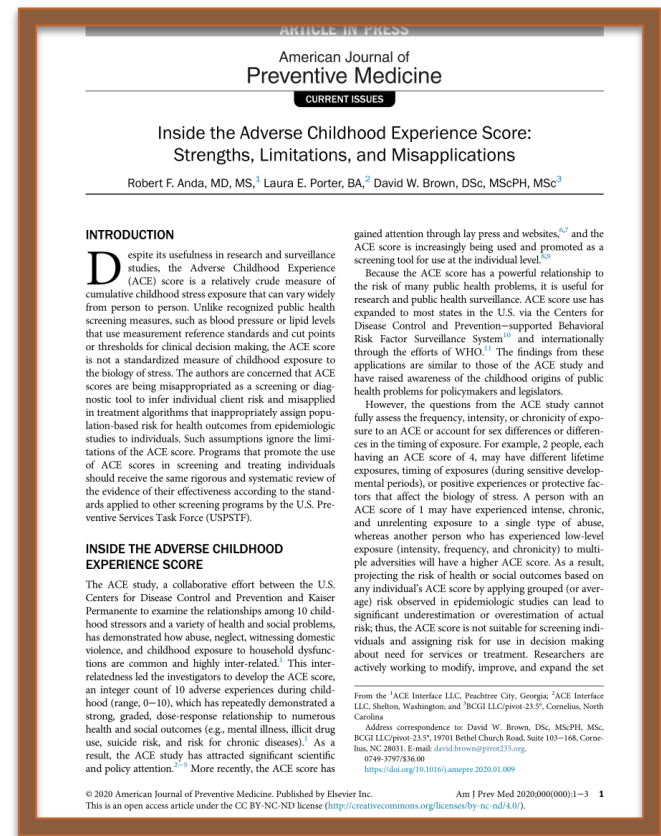 ARTICLE IN PRESS
American Journal of
Preventive Medicine
CURRENT ISSUES
Inside the Adverse Childhood Experience Score:
Strengths, Limitations, and Misapplications
Robert F. Anda, MD, MS,1 Laura E. Porter, BA,2 David W. Brown, DSc, MScPH, MSc3
INTRODUCTION
Despite its usefulness in research and surveillance
studies, the Adverse Childhood Experience
(ACE) score is a relatively crude measure of
cumulative childhood stress exposure that can vary widely
from person to person. Unlike recognized public health
screening measures, such as blood pressure or lipid levels
that use measurement reference standards and cut points
or thresholds for clinical decision making, the ACE score
is not a standardized measure of childhood exposure to
the biology of stress. The authors are concerned that ACE
scores are being misappropriated as a screening or diag-
nostic tool to infer individual client risk and misapplied
in treatment algorithms that inappropriately assign popu-
lation-based risk for health outcomes from epidemiologic
studies to individuals. Such assumptions ignore the limi-
tations of the ACE score. Programs that promote the use
of ACE scores in screening and treating individuals
should receive the same rigorous and systematic review of
the evidence of their effectiveness according to the stand-
ards applied to other screening programs by the U.S. Pre-
ventive Services Task Force (USPSTF).
INSIDE THE ADVERSE CHILDHOOD
EXPERIENCE SCORE
The ACE study, a collaborative effort between the U.S.
Centers for Disease Control and Prevention and Kaiser
Permanente to examine the relationships among 10 child-
hood stressors and a variety of health and social problems,
has demonstrated how abuse, neglect, witnessing domestic
violence, and childhood exposure to household dysfunc-
tions are common and highly inter-related.1 This inter-
relatedness led the investigators to develop the ACE score,
an integer count of 10 adverse experiences during child-
hood (range, 0−10), which has repeatedly demonstrated a
strong, graded, dose-response relationship to numerous
health and social outcomes (e.g., mental illness, illicit drug
use, suicide risk, and risk for chronic diseases).1 As a
result, the ACE study has attracted significant scientific
and policy attention.2−5 More recently, the ACE score has
gained attention through lay press and websites,6,7 and the
ACE score is increasingly being used and promoted as a
screening tool for use at the individual level.8,9
Because the ACE score has a powerful relationship to
the risk of many public health problems, it is useful for
research and public health surveillance. ACE score use has
expanded to most states in the U.S. via the Centers for
Disease Control and Prevention−supported Behavioral
Risk Factor Surveillance System10 and internationally
through the efforts of WHO.11 The findings from these
applications are similar to those of the ACE study and
have raised awareness of the childhood origins of public
health problems for policymakers and legislators.
However, the questions from the ACE study cannot
fully assess the frequency, intensity, or chronicity of expo-
sure to an ACE or account for sex differences or differen-
ces in the timing of exposure. For example, 2 people, each
having an ACE score of 4, may have different lifetime
exposures, timing of exposures (during sensitive develop-
mental periods), or positive experiences or protective fac-
tors that affect the biology of stress. A person with an
ACE score of 1 may have experienced intense, chronic,
and unrelenting exposure to a single type of abuse,
whereas another person who has experienced low-level
exposure (intensity, frequency, and chronicity) to multi-
ple adversities will have a higher ACE score. As a result,
projecting the risk of health or social outcomes based on
any individual's ACE score by applying grouped (or aver-
age) risk observed in epidemiologic studies can lead to
significant underestimation or overestimation of actual
risk; thus, the ACE score is not suitable for screening indi-
viduals and assigning risk for use in decision making
about need for services or treatment. Researchers are
actively working to modify, improve, and expand the set
From the 1ACE Interface LLC, Peachtree City, Georgia; 2ACE Interface
LLC, Shelton, Washington; and 3BCGI LLC/pivot-23.5°, Cornelius, North
Carolina
Address correspondence to: David W. Brown, DSc, MScPH, MSc,
BCGI LLC/pivot-23.5°, 19701 Bethel Church Road, Suite 103−168, Corne-
lius, NC 28031. E-mail: david.brown@pivot235.org.
0749-3797/$36.00
https://doi.org/10.1016/j.amepre.2020.01.009
© 2020 American Journal of Preventive Medicine. Published by Elsevier Inc.
This is an open access article under the CC BY-NC-ND license (http://creativecommons.org/licenses/by-nc-nd/4.0/).
Am J Prev Med 2020;000(000):1−3 1